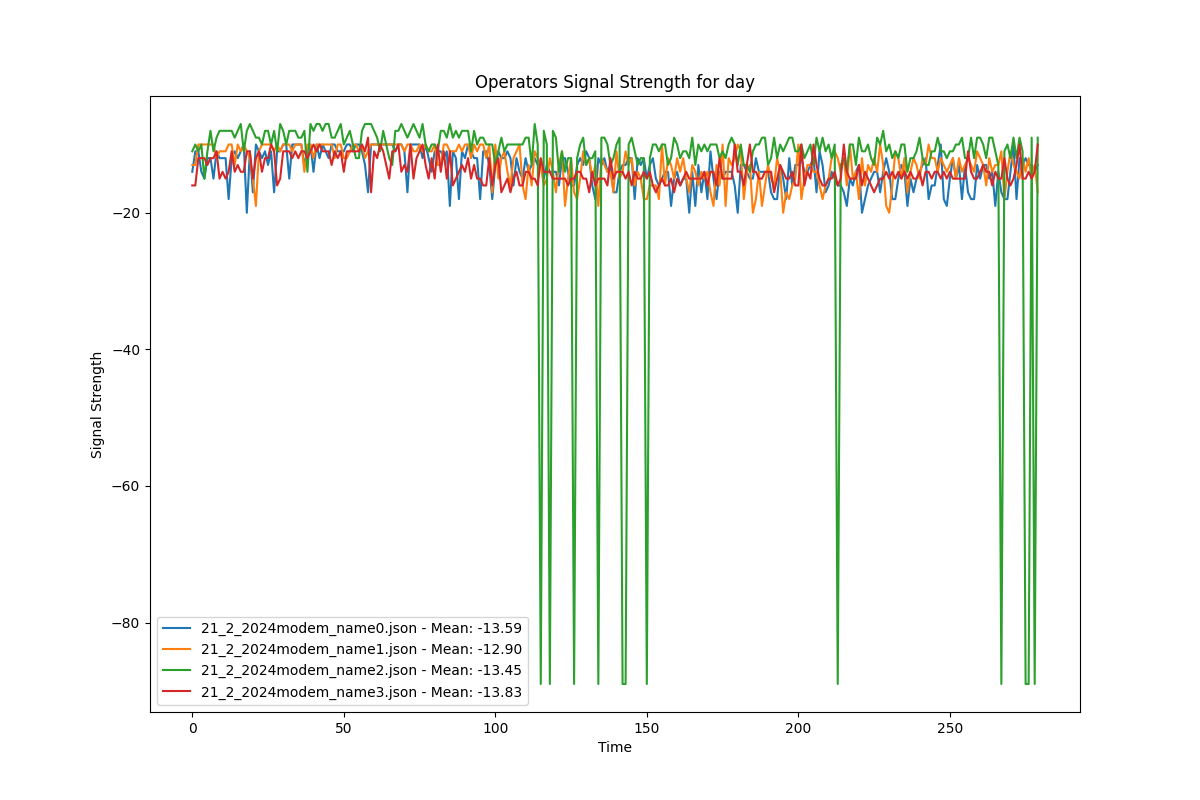 Operators Signal Strength for day
Signal Strength
−20
−40
−60
−80
21_2_2024modem_name0.json - Mean: -13.59
21_2_2024modem_name1.json - Mean: -12.90
21_2_2024modem_name2.json - Mean: -13.45
21_2_2024modem_name3.json - Mean: -13.83
0 50 100 150 200 250
Time